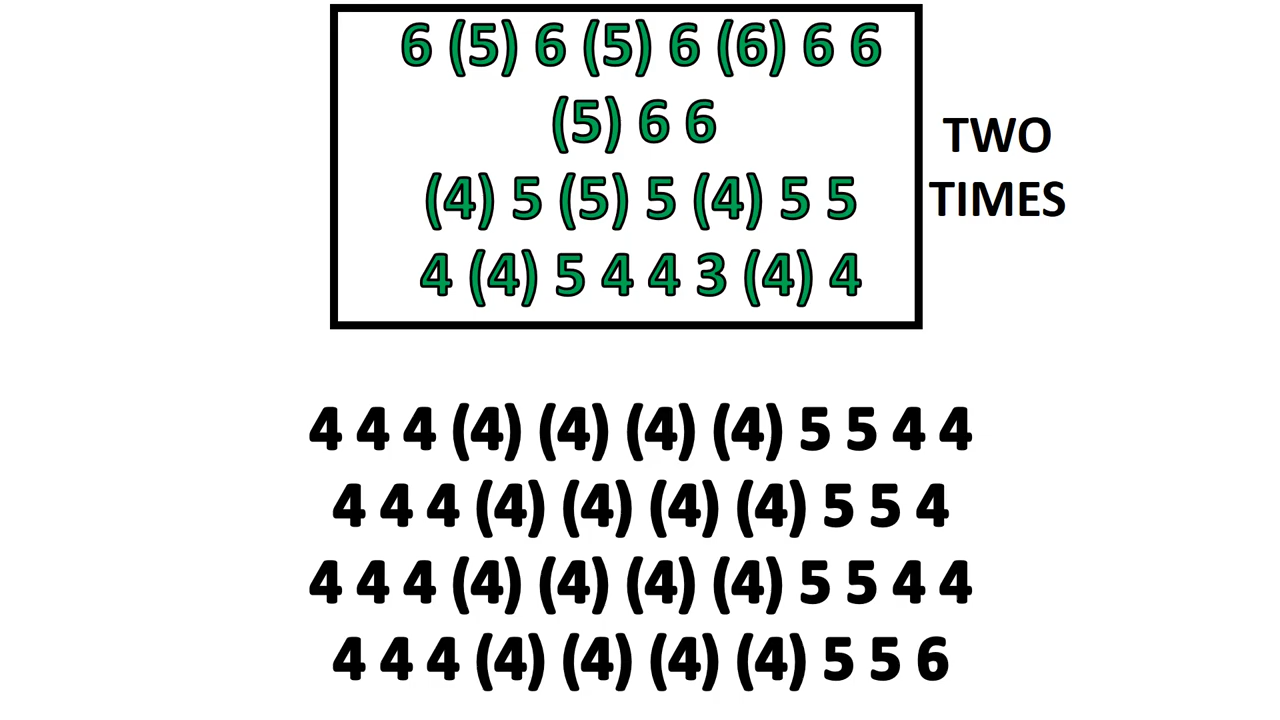 6 (5) 6 (5) 6 (6) 6 6
(5) 6 6
(4) 5 (5) 5 (4) 5 5
4 (4) 5 4 4 3 (4) 4
TWO
TIMES
4 4 4 (4) (4) (4) (4) 5 5 4 4
4 4 4 (4) (4) (4) (4) 5 5 4
4 4 4 (4) (4) (4) (4) 5 5 4 4
4 4 4 (4) (4) (4) (4) 5 5 6